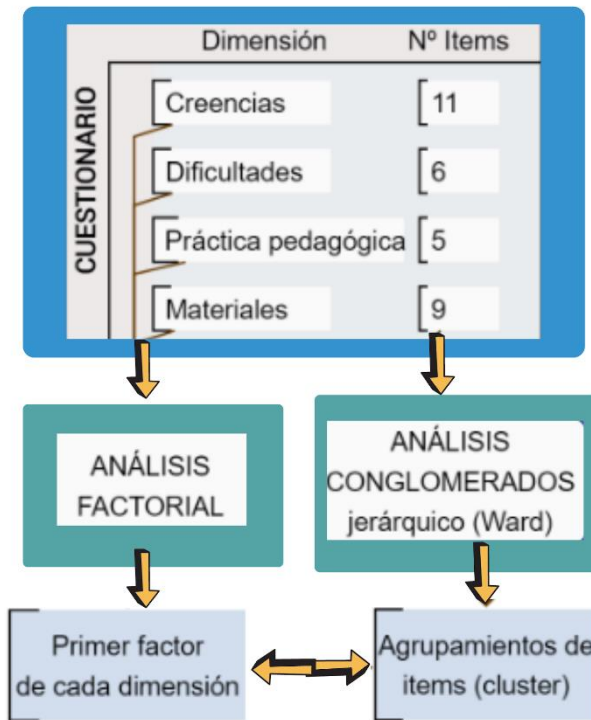 Dimensión Nº Items
CUESTIONARIO
Creencias 11
Dificultades 6
Práctica pedagógica 5
Materiales 9
ANÁLISIS
FACTORIAL
ANÁLISIS
CONGLOMERADOS
jerárquico (Ward)
Primer factor
de cada dimensión
Agrupamientos de
items (cluster)